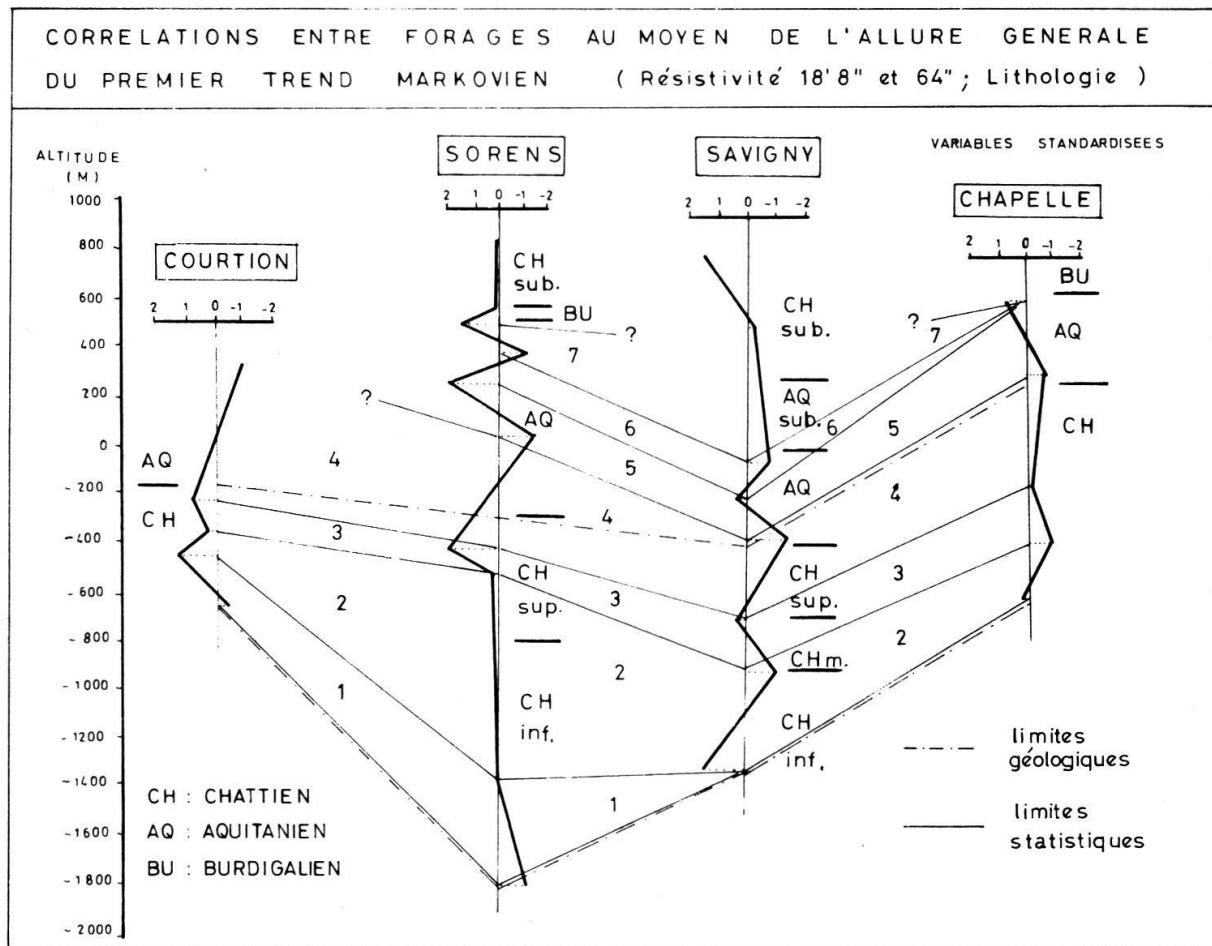 CORRELATIONS ENTRE FORAGES AU MOYEN DE L'ALLURE GENERALE
DU PREMIER TREND MARKOVIEN ( Résistivité 18'8" et 64" ; Lithologie )
ALTITUDE
(M)
1000
800
600
400
200
0
-200
-400
-600
-800
-1000
-1200
-1400
-1600
-1800
-2000
COURTION
2 1 0 -1 -2
AQ
CH
SORENS
2 1 0 -1 -2
CH
sub.
BU
?
7
?
AQ
CH
sup.
CH
inf.
4
3
2
1
SAVIGNY
2 1 0 -1 -2
CH
sub.
AQ
sub.
AQ
CH
sup.
CH m.
CH
inf.
6
5
4
3
2
1
VARIABLES STANDARDISEES
CHAPELLE
2 1 0 -1 -2
BU
AQ
CH
?
7
6
5
4
3
2
CH : CHATTIEN
AQ : AQUITANIEN
BU : BURDIGALIEN
limites
géologiques
limites
statistiques